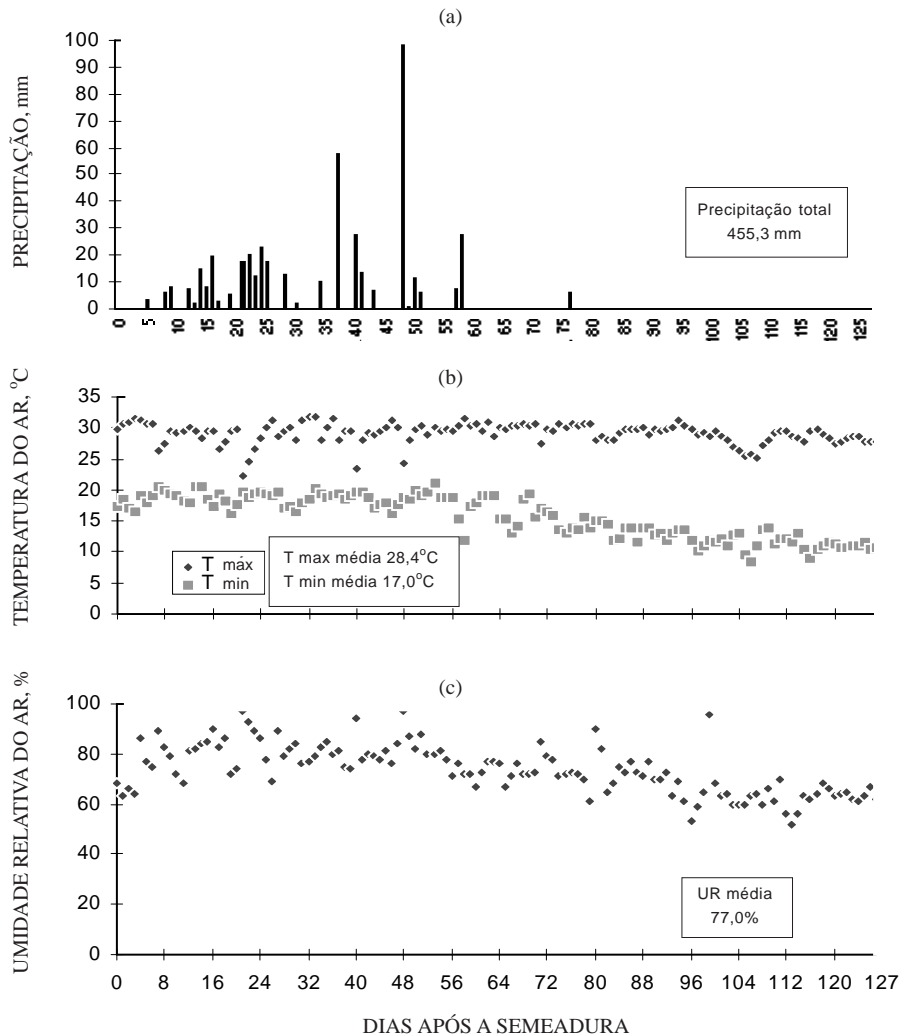 (a)
PRECIPITAÇÃO, mm
100
90
80
70
60
50
40
30
20
10
0
Precipitação total
455,3 mm
0 5 10 15 20 25 30 35 40 45 50 55 60 65 70 75 80 85 90 95 100 105 110 115 120 125
(b)
TEMPERATURA DO AR, °C
35
30
25
20
15
10
5
0
T máx
T min
T max média 28,4°C
T min média 17,0°C
(c)
UMIDADE RELATIVA DO AR, %
100
80
60
40
20
0
UR média
77,0%
0 8 16 24 32 40 48 56 64 72 80 88 96 104 112 120 127
DIAS APÓS A SEMEADURA